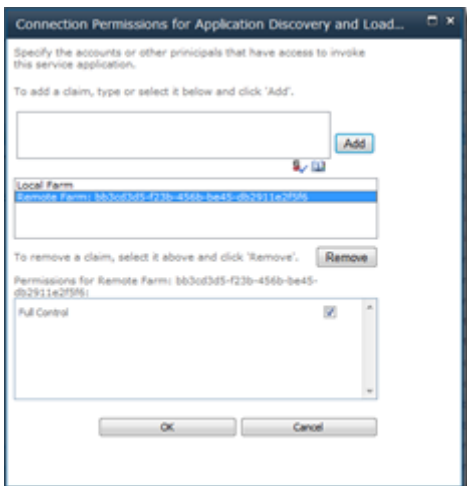 Connection Permissions for Application Discovery and Load...
Specify the accounts or other prinicipals that have access to invoke
this service application.
To add a claim, type or select it below and click 'Add'.
Add
Local Farm
Remote Farm: bb3cd3d5-f23b-456b-be45-db2911e2f5f6
To remove a claim, select it above and click 'Remove'.
Remove
Permissions for Remote Farm: bb3cd3d5-f23b-456b-be45-
db2911e2f5f6:
Full Control
OK
Cancel